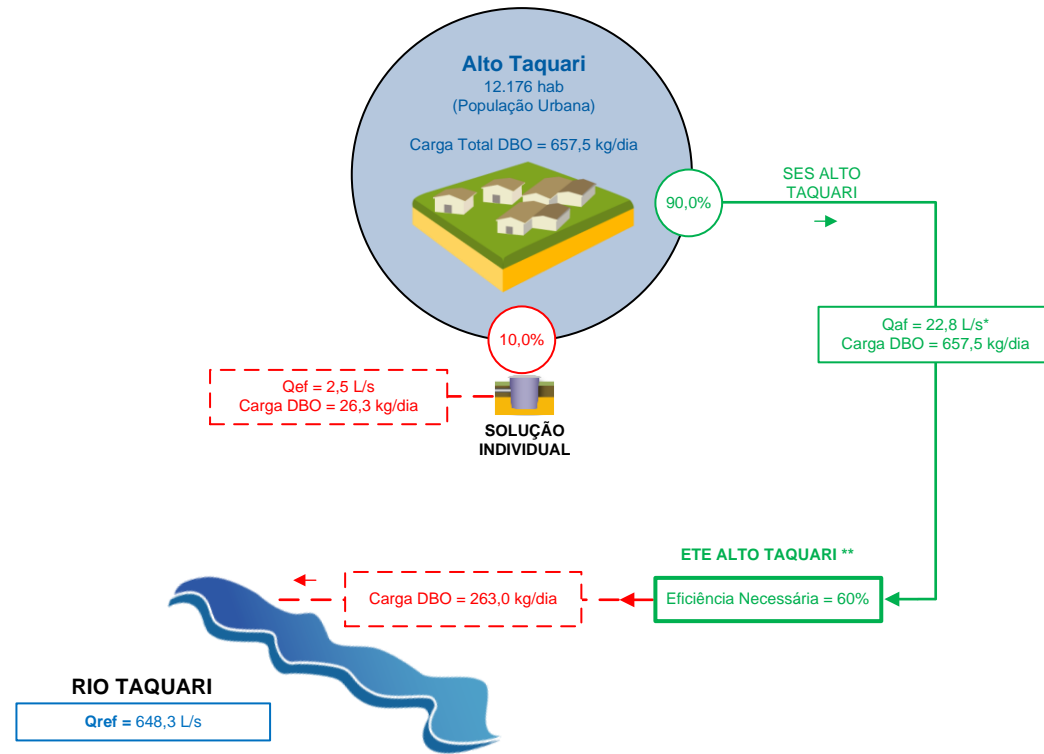 Alto Taquari
12.176 hab
(População Urbana)
Carga Total DBO = 657,5 kg/dia
90,0%
SES ALTO
TAQUARI
Qaf = 22,8 L/s*
Carga DBO = 657,5 kg/dia
10,0%
Qef = 2,5 L/s
Carga DBO = 26,3 kg/dia
SOLUÇÃO
INDIVIDUAL
ETE ALTO TAQUARI **
Eficiência Necessária = 60%
Carga DBO = 263,0 kg/dia
RIO TAQUARI
Qref = 648,3 L/s